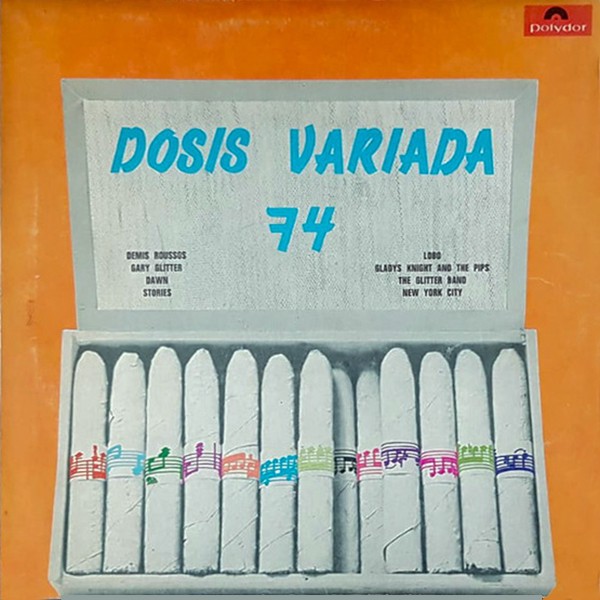 polydor
DOSIS VARIADA
74
DEMIS ROUSSOS
GARY GLITTER
DAWN
STORIES
LOBO
GLADYS KNIGHT AND THE PIPS
THE GLITTER BAND
NEW YORK CITY